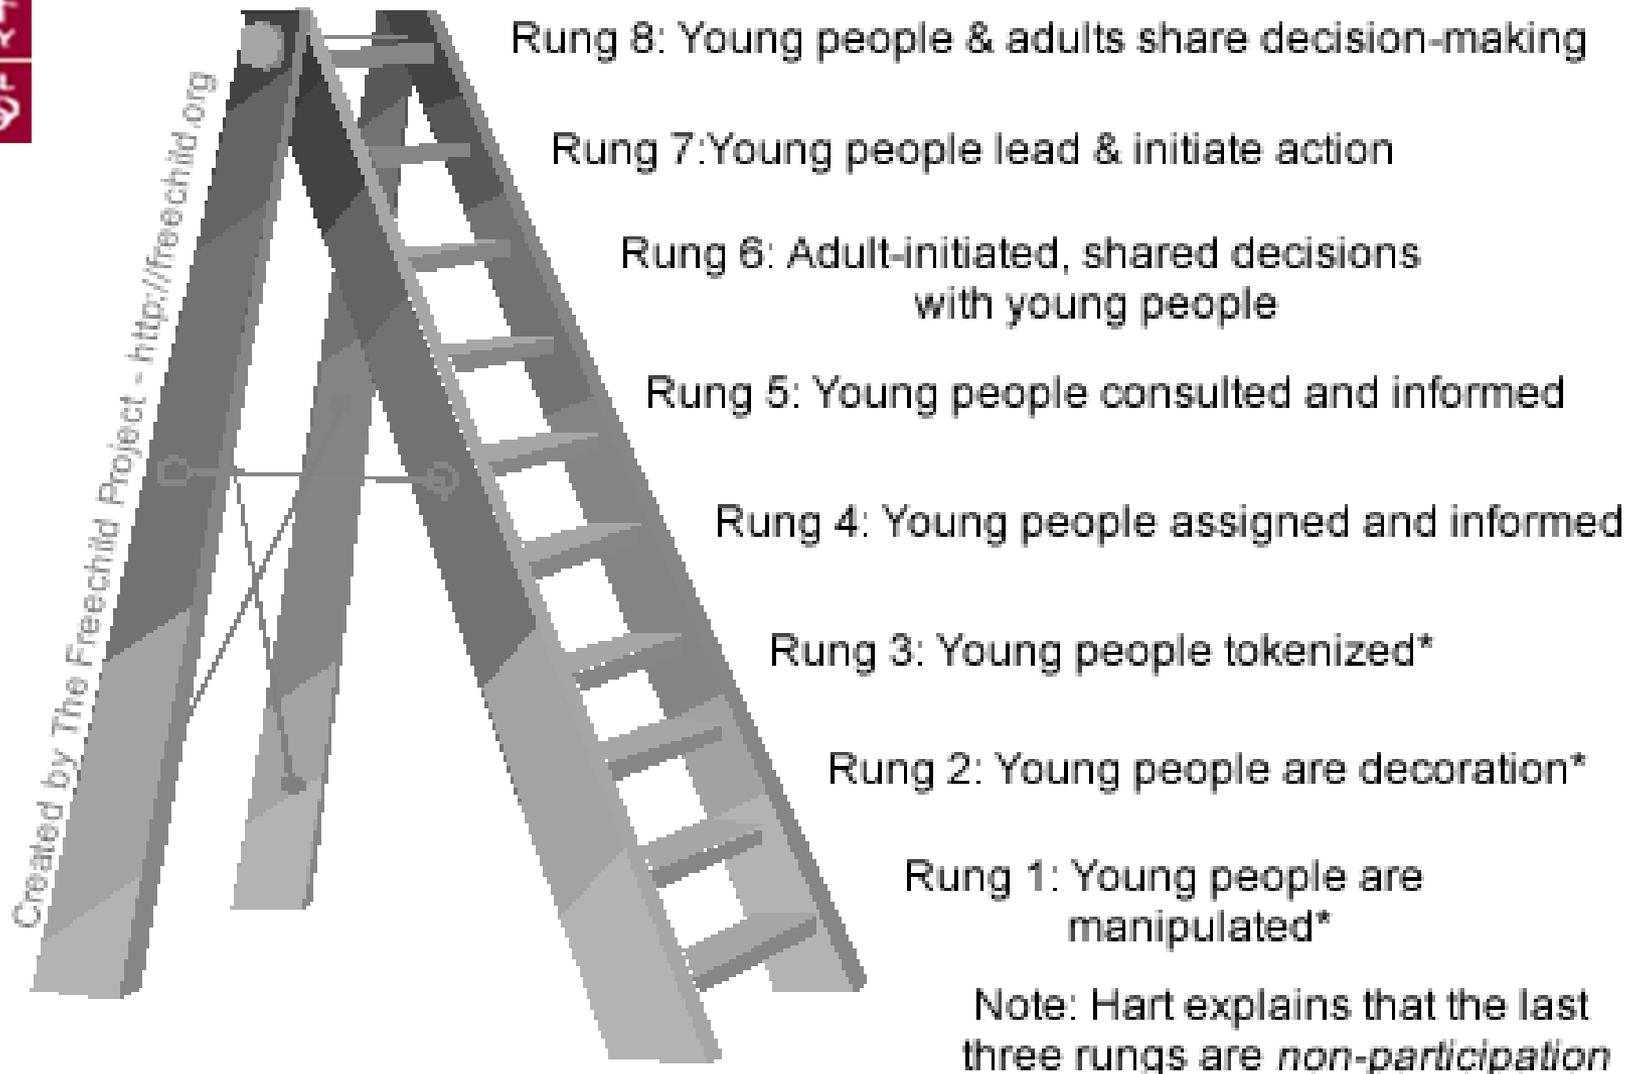 Rung 8: Young people & adults share decision-making
Rung 7:Young people lead & initiate action
Rung 6: Adult-initiated, shared decisions
with young people
Rung 5: Young people consulted and informed
Rung 4: Young people assigned and informed
Rung 3: Young people tokenized*
Rung 2: Young people are decoration*
Rung 1: Young people are
manipulated*
Note: Hart explains that the last
three rungs are non-participation
Created by The Freechild Project - http://freechild.org